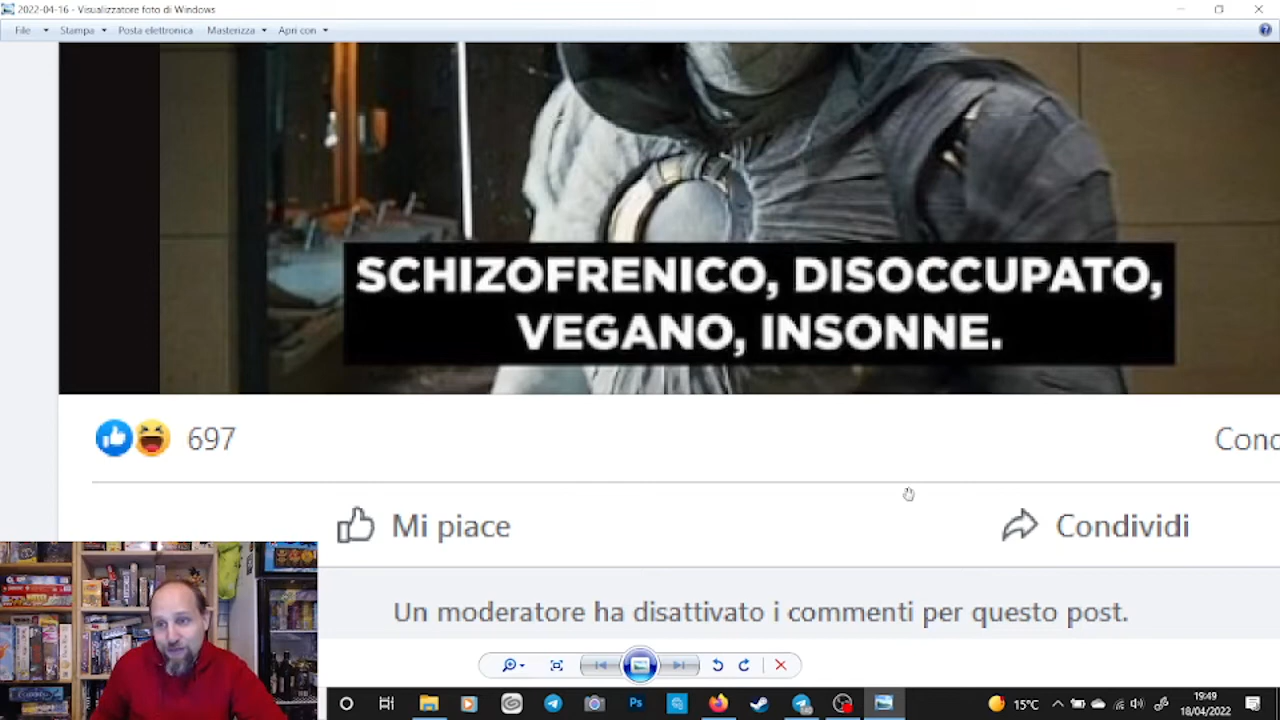 2022-04-16 - Visualizzatore foto di Windows
File Stampa Posta elettronica Masterizza Apri con
SCHIZOFRENICO, DISOCCUPATO,
VEGANO, INSONNE.
697
Mi piace Condividi
Un moderatore ha disattivato i commenti per questo post.
Ps 15°C 19:49
18/04/2022